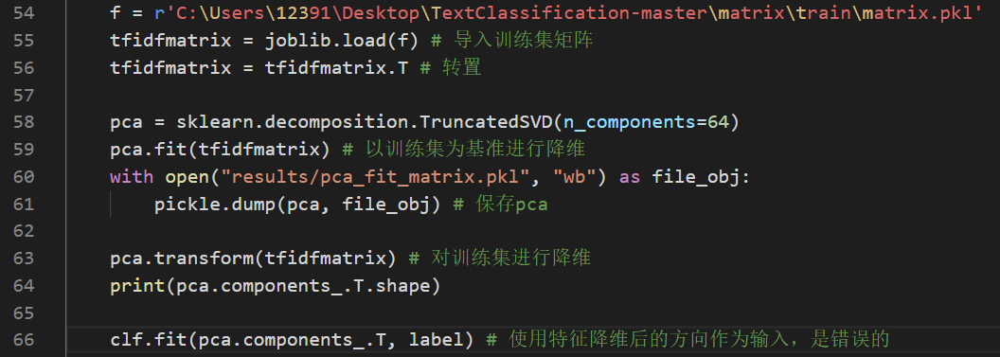 54 f = r'C:\Users\12391\Desktop\TextClassification-master\matrix\train\matrix.pkl'
55 tfidfmatrix = joblib.load(f) # 导入训练集矩阵
56 tfidfmatrix = tfidfmatrix.T # 转置
57
58 pca = sklearn.decomposition.TruncatedSVD(n_components=64)
59 pca.fit(tfidfmatrix) # 以训练集为基准进行降维
60 with open("results/pca_fit_matrix.pkl", "wb") as file_obj:
61 pickle.dump(pca, file_obj) # 保存pca
62
63 pca.transform(tfidfmatrix) # 对训练集进行降维
64 print(pca.components_.T.shape)
65
66 clf.fit(pca.components_.T, label) # 使用特征降维后的方向作为输入，是错误的